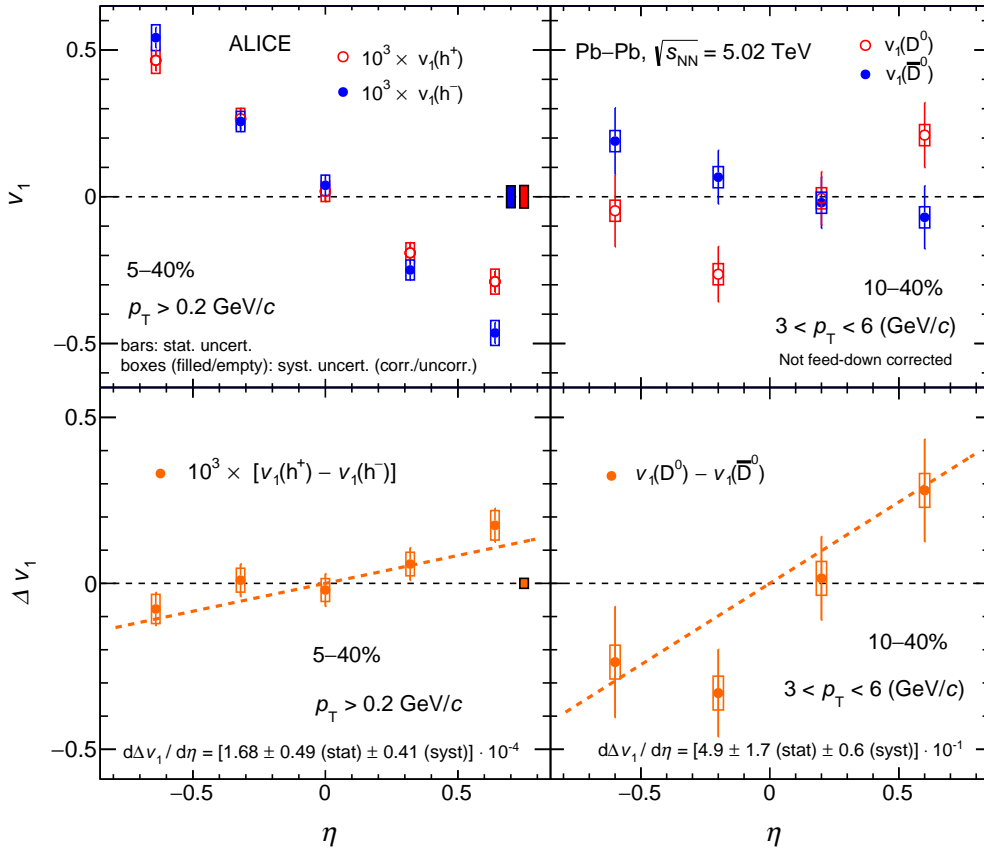 ALICE
10³ × v₁(h⁺)
10³ × v₁(h⁻)
0.5
0
−0.5
v₁
5−40%
p_T > 0.2 GeV/c
bars: stat. uncert.
boxes (filled/empty): syst. uncert. (corr./uncorr.)
Pb−Pb, √s_NN = 5.02 TeV
v₁(D⁰)
v₁(D̅⁰)
10−40%
3 < p_T < 6 (GeV/c)
Not feed-down corrected
10³ × [v₁(h⁺) − v₁(h⁻)]
0.5
0
−0.5
Δ v₁
5−40%
p_T > 0.2 GeV/c
dΔv₁ / dη = [1.68 ± 0.49 (stat) ± 0.41 (syst)] · 10⁻⁴
−0.5 0 0.5
η
v₁(D⁰) − v₁(D̅⁰)
10−40%
3 < p_T < 6 (GeV/c)
dΔv₁ / dη = [4.9 ± 1.7 (stat) ± 0.6 (syst)] · 10⁻¹
−0.5 0 0.5
η